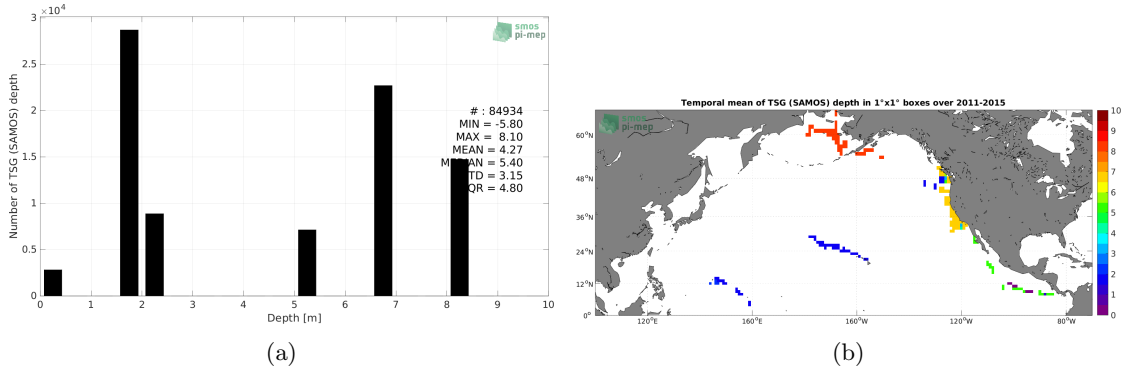 3
×10⁴
smos
pi-mep
2.5
2
1.5
1
0.5
0
Number of TSG (SAMOS) depth
# : 84934
MIN = -5.80
MAX = 8.10
MEAN = 4.27
= 5.40
= 3.15
= 4.80
0 1 2 3 4 5 6 7 8 9 10
Depth [m]
(a)
Temporal mean of TSG (SAMOS) depth in 1°x1° boxes over 2011-2015
smos
pi-mep
60°N
48°N
36°N
24°N
12°N
0°
120°E 160°E 160°W 120°W 80°W
10
9
8
7
6
5
4
3
2
1
0
(b)